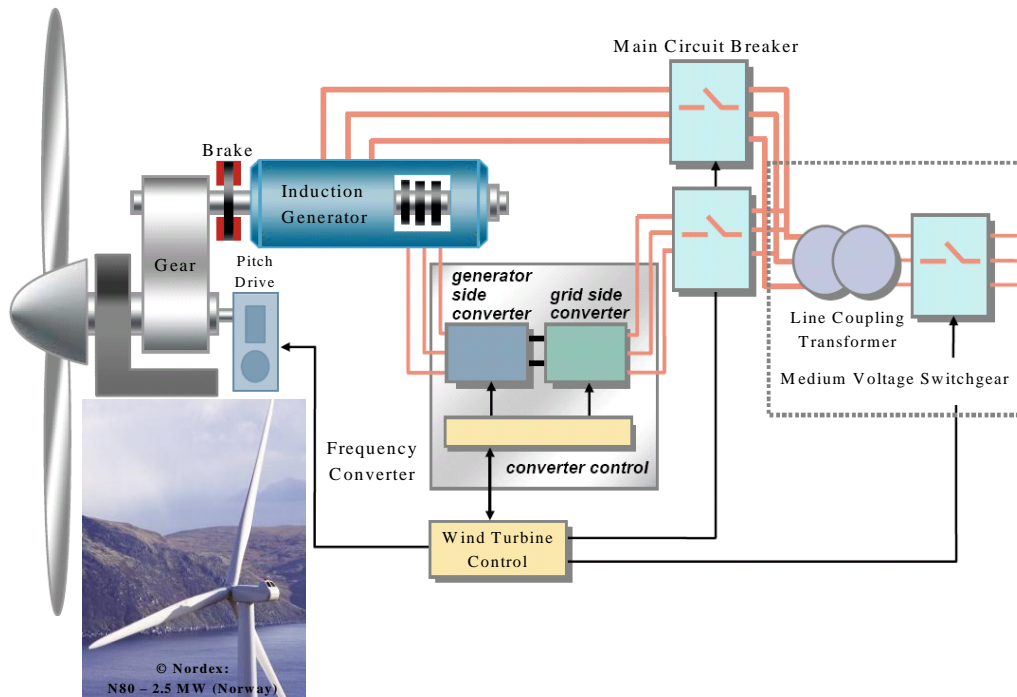 Main Circuit Breaker
Brake
Induction
Generator
Gear
Pitch
Drive
generator
side
converter
grid side
converter
Line Coupling
Transformer
Medium Voltage Switchgear
Frequency
Converter
converter control
Wind Turbine
Control
© Nordex:
N80 – 2.5 MW (Norway)